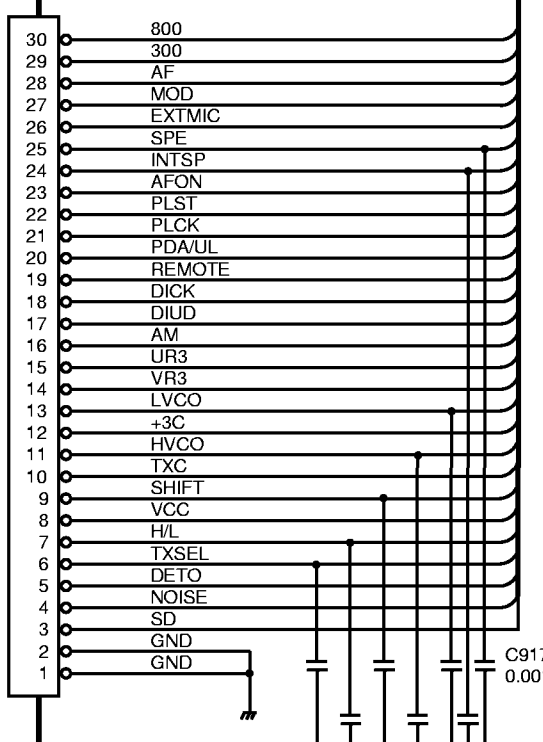 30 800
29 300
28 AF
27 MOD
26 EXTMIC
25 SPE
24 INTSP
23 AFON
22 PLST
21 PLCK
20 PDA/UL
19 REMOTE
18 DICK
17 DIUD
16 AM
15 UR3
14 VR3
13 LVCO
12 +3C
11 HVCO
10 TXC
9 SHIFT
8 VCC
7 H/L
6 TXSEL
5 DETO
4 NOISE
3 SD
2 GND
1 GND
C917
0.00